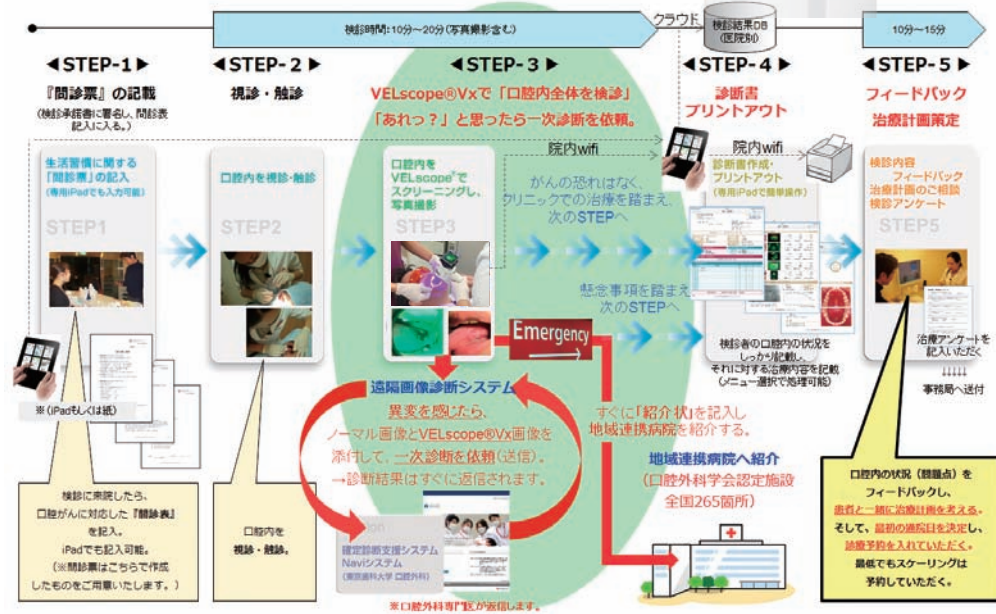 検診時間:10分～20分(写真撮影含む)
クラウド
検診結果DB
(医院別)
10分～15分
◀STEP-1▶
『問診票』の記載
(検診承諾書に署名し、問診表
記入に入る。)
◀STEP-2▶
視診・触診
◀STEP-3▶
VELscope®Vxで「口腔内全体を検診」
「あれっ？」と思ったら一次診断を依頼。
◀STEP-4▶
診断書
プリントアウト
◀STEP-5▶
フィードバック
治療計画策定
生活習慣に関する
「問診票」の記入
(専用iPadでも入力可能)
STEP1
口腔内を視診・触診
STEP2
口腔内を
VELscopeで
スクリーニングし、
写真撮影
STEP3
院内wifi
がんの恐れはなく、
クリニックでの治療を踏まえ、
次のSTEPへ
懸念事項を踏まえ
次のSTEPへ
院内wifi
診断書作成・
プリントアウト
(専用iPadで簡単操作)
検診者の口腔内の状況を
しっかり記載し、
それに対する治療内容を記載
(メニュー選択で処理可能)
検診内容
フィードバック
治療計画のご相談
検診アンケート
STEP5
治療アンケートを
記入いただく
↓↓↓↓↓
事務局へ送付
※(iPadもしくは紙)
Emergency
遠隔画像診断システム
異変を感じたら、
ノーマル画像とVELscope®Vx画像を
添付して、一次診断を依頼(送信)。
→診断結果はすぐに返信されます。
確定診断支援システム
Naviシステム
(東京歯科大学 口腔外科)
※口腔外科専門医が返信します。
すぐに「紹介状」を記入し
地域連携病院を紹介する。
地域連携病院へ紹介
(口腔外科学会認定施設
全国265箇所)
検診に来院したら、
口腔がんに対応した『問診表』
を記入。
iPadでも記入可能。
(※問診票はこちらで作成
したものをご用意いたします。)
口腔内を
視診・触診。
口腔内の状況（問題点）を
フィードバックし、
患者と一緒に治療計画を考える。
そして、最初の通院日を決定し、
診療予約を入れていただく。
最低でもスケーリングは
予約していただく。